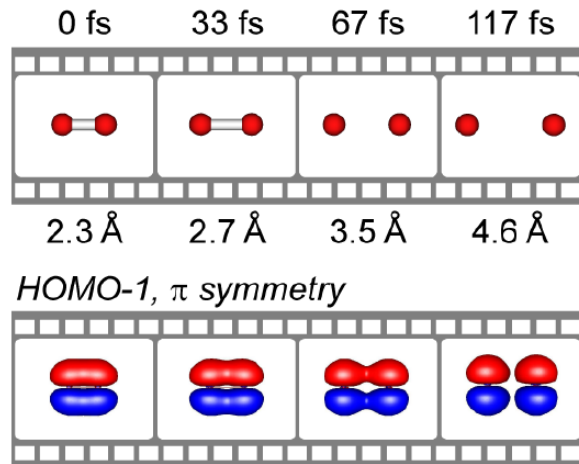 0 fs 33 fs 67 fs 117 fs
2.3 Å 2.7 Å 3.5 Å 4.6 Å
HOMO-1, π symmetry